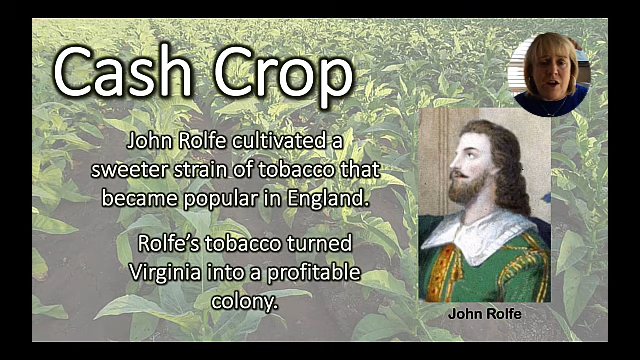 Cash Crop
John Rolfe cultivated a
sweeter strain of tobacco that
became popular in England.
Rolfe's tobacco turned
Virginia into a profitable
colony.
John Rolfe